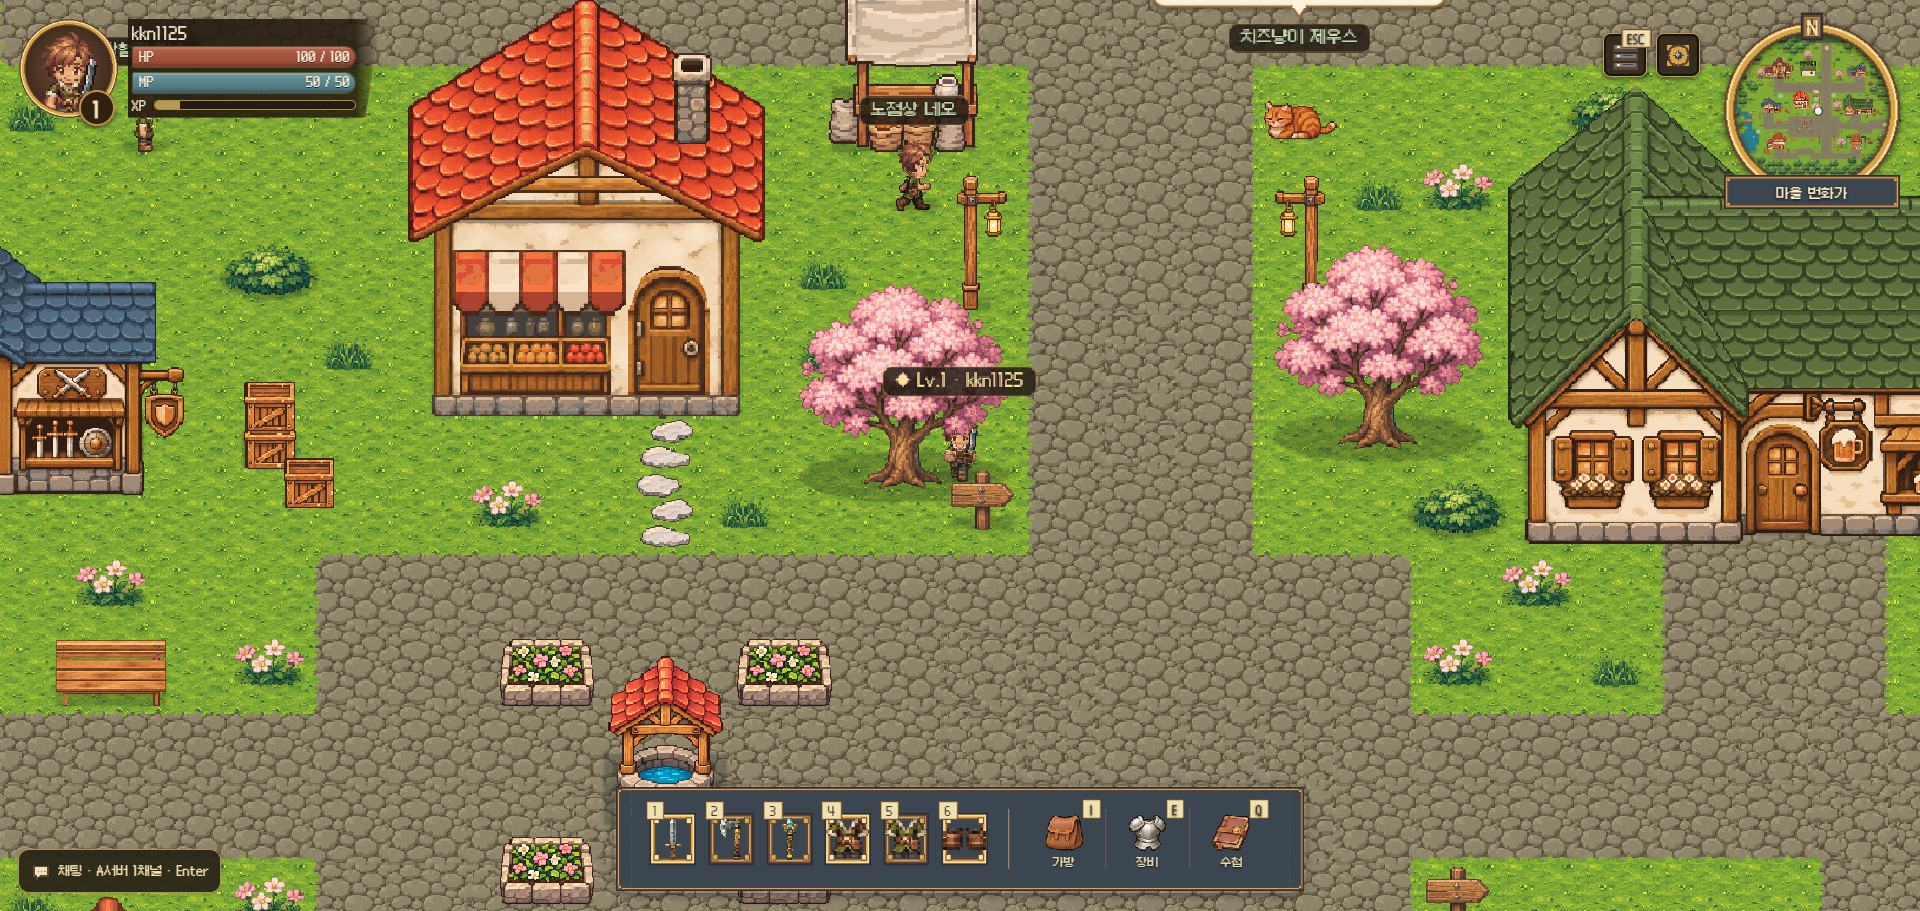 kkn1125
HP 100 / 100
MP 50 / 50
XP
1
치즈냥이 제우스
ESC
N
마을 번화가
노점상 네오
Lv.1 · kkn1125
1 2 3 4 5 6
I E Q
가방 장비 수첩
채팅 · A서버 1채널 · Enter